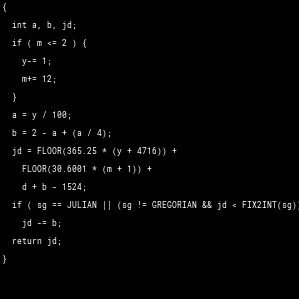 {
int a, b, jd;
if ( m <= 2 ) {
y-= 1;
m+= 12;
}
a = y / 100;
b = 2 - a + (a / 4);
jd = FLOOR(365.25 * (y + 4716)) +
FLOOR(30.6001 * (m + 1)) +
d + b - 1524;
if ( sg == JULIAN || (sg != GREGORIAN && jd < FIX2INT(sg))
jd -= b;
return jd;
}